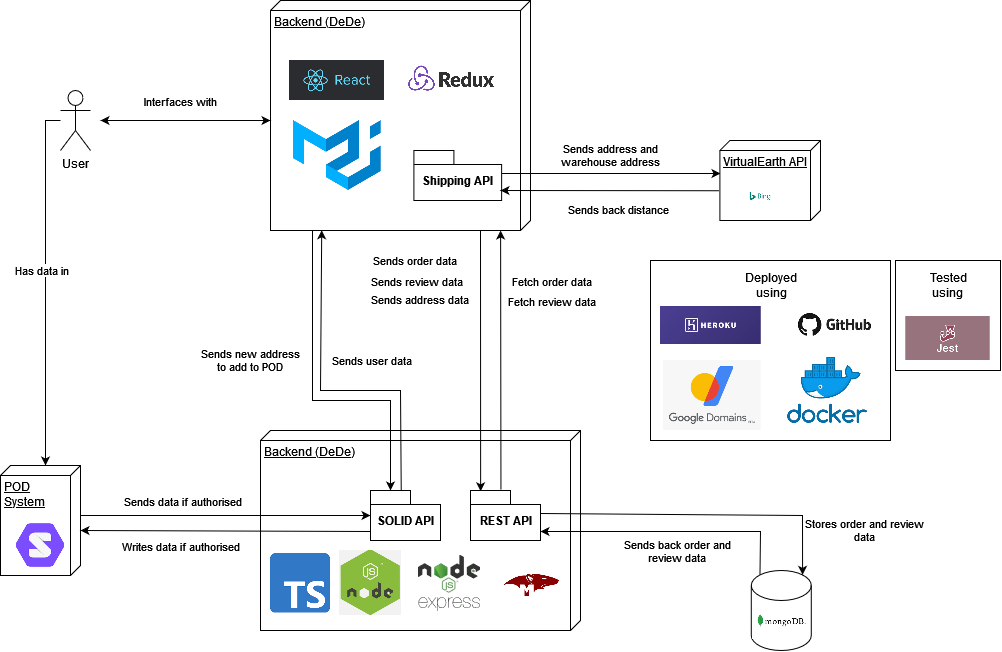 Backend (DeDe)
React
Redux
Interfaces with
User
Shipping API
Sends address and
warehouse address
VirtualEarth API
Bing
Sends back distance
Has data in
Sends order data
Sends review data
Sends address data
Fetch order data
Fetch review data
Sends new address
to add to POD
Sends user data
Deployed
using
HEROKU
GitHub
Google Domains
docker
Tested
using
Jest
Backend (DeDe)
POD
System
S
Sends data if authorised
Writes data if authorised
SOLID API
REST API
Sends back order and
review data
Stores order and review
data
TS
JS
node
node
JS
express
mongoDB.